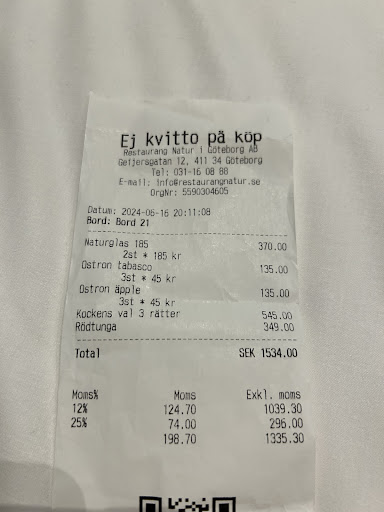 Ej kvitto på köp
Restaurang Natur i Göteborg AB
Geijersgatan 12, 411 34 Göteborg
Tel: 031-16 08 88
E-mail: info@restaurangnatur.se
OrgNr: 5590304605
Datum: 2024-06-16 20:11:08
Bord: Bord 21
Naturglas 185 370.00
2st * 185 kr
Ostron tabasco 135.00
3st * 45 kr
Ostron äpple 135.00
3st * 45 kr
Kockens val 3 rätter 545.00
Rödtunga 349.00
Total SEK 1534.00
Moms% Moms Exkl. moms
12% 124.70 1039.30
25% 74.00 296.00
198.70 1335.30